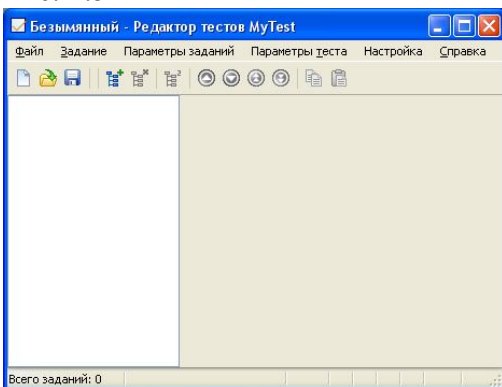 Безымянный - Редактор тестов MyTest
Файл Задание Параметры заданий Параметры теста Настройка Справка
Всего заданий: 0